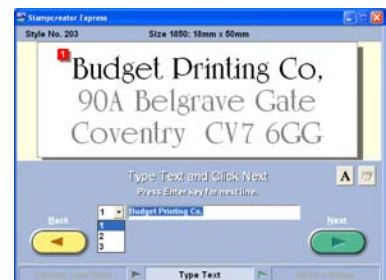 Stampcreator Express
Style No. 203 Size 1850: 18mm x 50mm
1
Budget Printing Co,
90A Belgrave Gate
Coventry CV7 6GG
Type Text and Click Next
Press Enter key for next line.
A
Back 1 Budget Printing Co, Next
1
2
3
Type Text